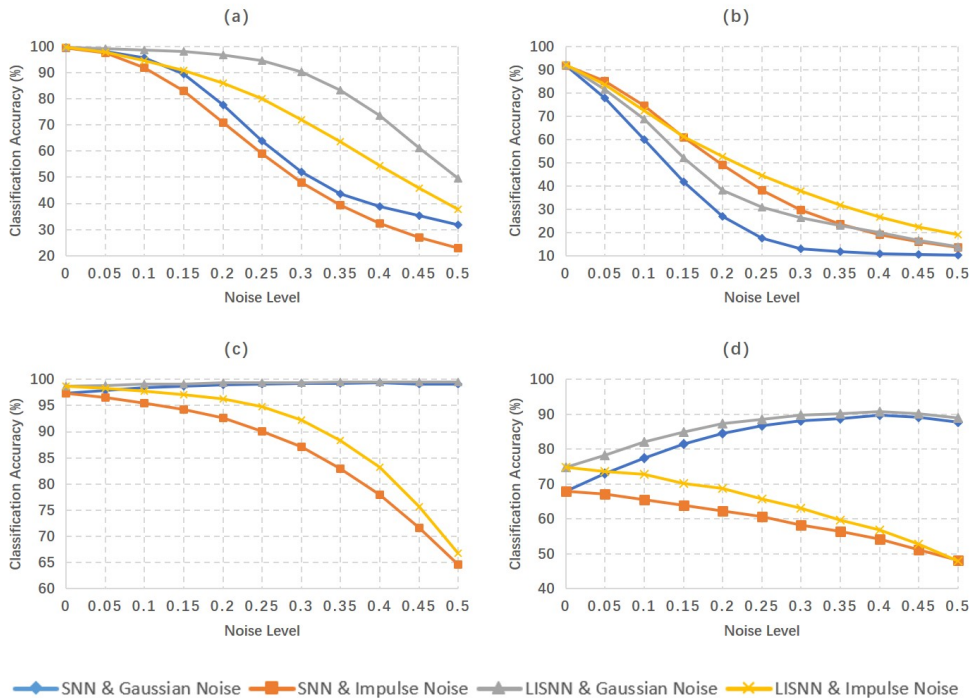 (a)
Classification Accuracy (%)
100
90
80
70
60
50
40
30
20
0 0.05 0.1 0.15 0.2 0.25 0.3 0.35 0.4 0.45 0.5
Noise Level
(b)
Classification Accuracy (%)
100
90
80
70
60
50
40
30
20
10
0 0.05 0.1 0.15 0.2 0.25 0.3 0.35 0.4 0.45 0.5
Noise Level
(c)
Classification Accuracy (%)
100
95
90
85
80
75
70
65
60
0 0.05 0.1 0.15 0.2 0.25 0.3 0.35 0.4 0.45 0.5
Noise Level
(d)
Classification Accuracy (%)
100
90
80
70
60
50
40
0 0.05 0.1 0.15 0.2 0.25 0.3 0.35 0.4 0.45 0.5
Noise Level
SNN & Gaussian Noise SNN & Impulse Noise LISNN & Gaussian Noise LISNN & Impulse Noise